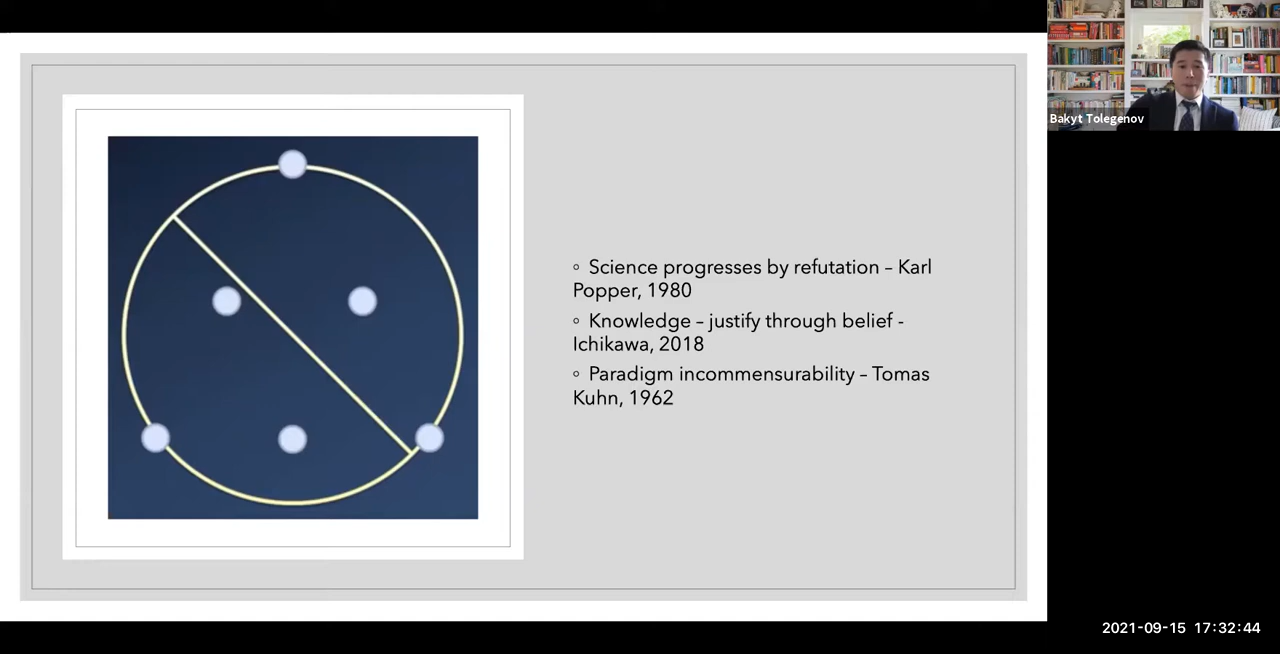 Bakyt Tolegenov
◦ Science progresses by refutation – Karl
Popper, 1980
◦ Knowledge – justify through belief -
Ichikawa, 2018
◦ Paradigm incommensurability – Tomas
Kuhn, 1962
2021-09-15 17:32:44